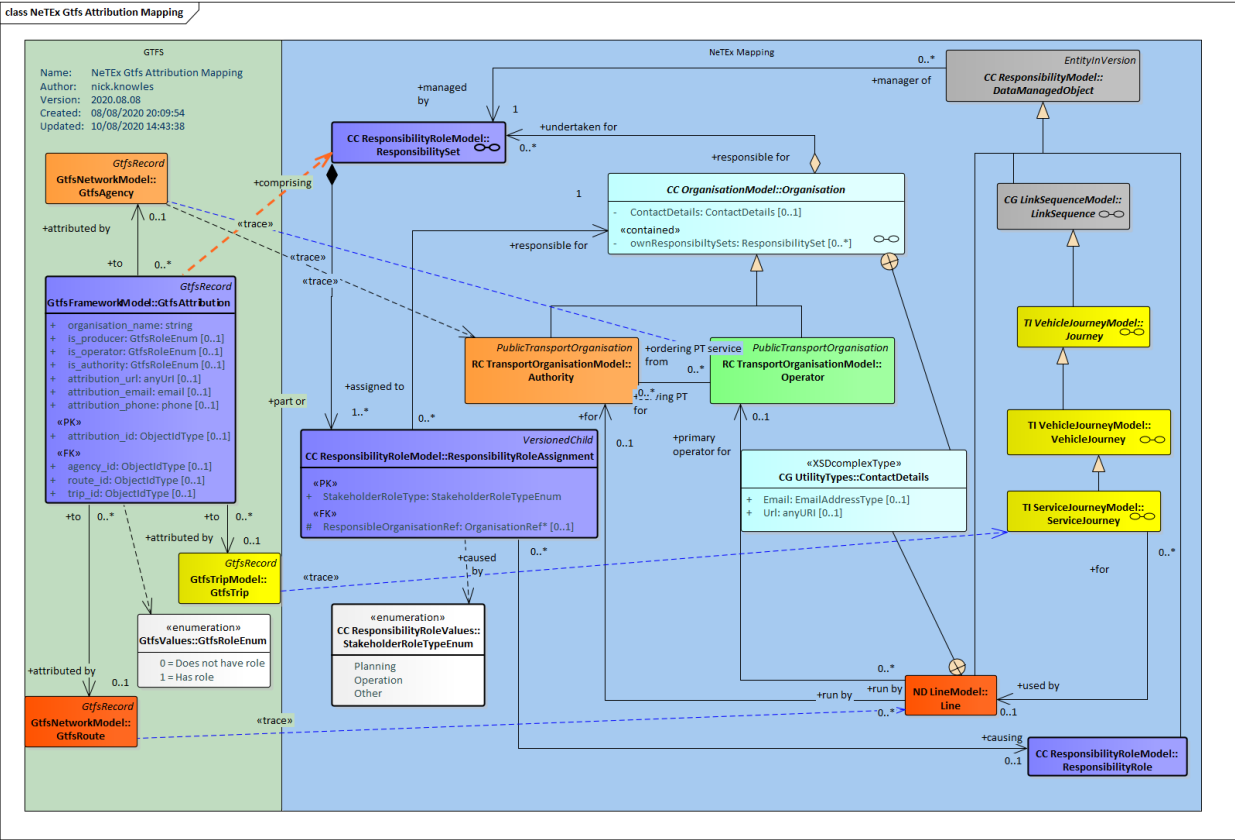 class NeTEx Gtfs Attribution Mapping
GTFS
Name: NeTEx Gtfs Attribution Mapping
Author: nick.knowles
Version: 2020.08.08
Created: 08/08/2020 20:09:54
Updated: 10/08/2020 14:43:38
GtfsRecord
GtfsNetworkModel::
GtfsAgency
0..1
+attributed by
+to
0..*
GtfsRecord
GtfsFrameworkModel::GtfsAttribution
+ organisation_name: string
+ is_producer: GtfsRoleEnum [0..1]
+ is_operator: GtfsRoleEnum [0..1]
+ is_authority: GtfsRoleEnum [0..1]
+ attribution_url: anyURI [0..1]
+ attribution_email: email [0..1]
+ attribution_phone: phone [0..1]
«PK»
+ attribution_id: ObjectIdType [0..1]
«FK»
+ agency_id: ObjectIdType [0..1]
+ route_id: ObjectIdType [0..1]
+ trip_id: ObjectIdType [0..1]
+to
0..*
+to
0..*
+attributed by
0..1
GtfsRecord
GtfsTripModel::
GtfsTrip
«enumeration»
GtfsValues::GtfsRoleEnum
0 = Does not have role
1 = Has role
+attributed by
0..1
GtfsRecord
GtfsNetworkModel::
GtfsRoute
NeTEx Mapping
+comprising
«trace»
«trace»
«trace»
+part or
«trace»
«trace»
0..*
+manager of
EntityInVersion
CC ResponsibilityModel::
DataManagedObject
+managed
by
1
CC ResponsibilityRoleModel::
ResponsibilitySet
+undertaken for
0..*
+responsible for
1
CC OrganisationModel::Organisation
- ContactDetails: ContactDetails [0..1]
«contained»
- ownResponsibiltySets: ResponsibilitySet [0..*]
+responsible for
CG LinkSequenceModel::
LinkSequence
TI VehicleJourneyModel::
Journey
PublicTransportOrganisation
RC TransportOrganisationModel::
Authority
+ordering PT service
from
0..*
0..*
for
PublicTransportOrganisation
RC TransportOrganisationModel::
Operator
+assigned to
1..*
0..*
+for
0..1
+primary
operator for
0..1
TI VehicleJourneyModel::
VehicleJourney
VersionedChild
CC ResponsibilityRoleModel::ResponsibilityRoleAssignment
«PK»
+ StakeholderRoleType: StakeholderRoleTypeEnum
«FK»
# ResponsibleOrganisationRef: OrganisationRef* [0..1]
«XSDcomplexType»
CG UtilityTypes::ContactDetails
+ Email: EmailAddressType [0..1]
+ Url: anyURI [0..1]
TI ServiceJourneyModel::
ServiceJourney
0..*
+caused
by
0..*
+for
«enumeration»
CC ResponsibilityRoleValues::
StakeholderRoleTypeEnum
Planning
Operation
Other
0..*
+run by
+run by
0..*
ND LineModel::
Line
+used by
0..1
+causing
0..1
CC ResponsibilityRoleModel::
ResponsibilityRole